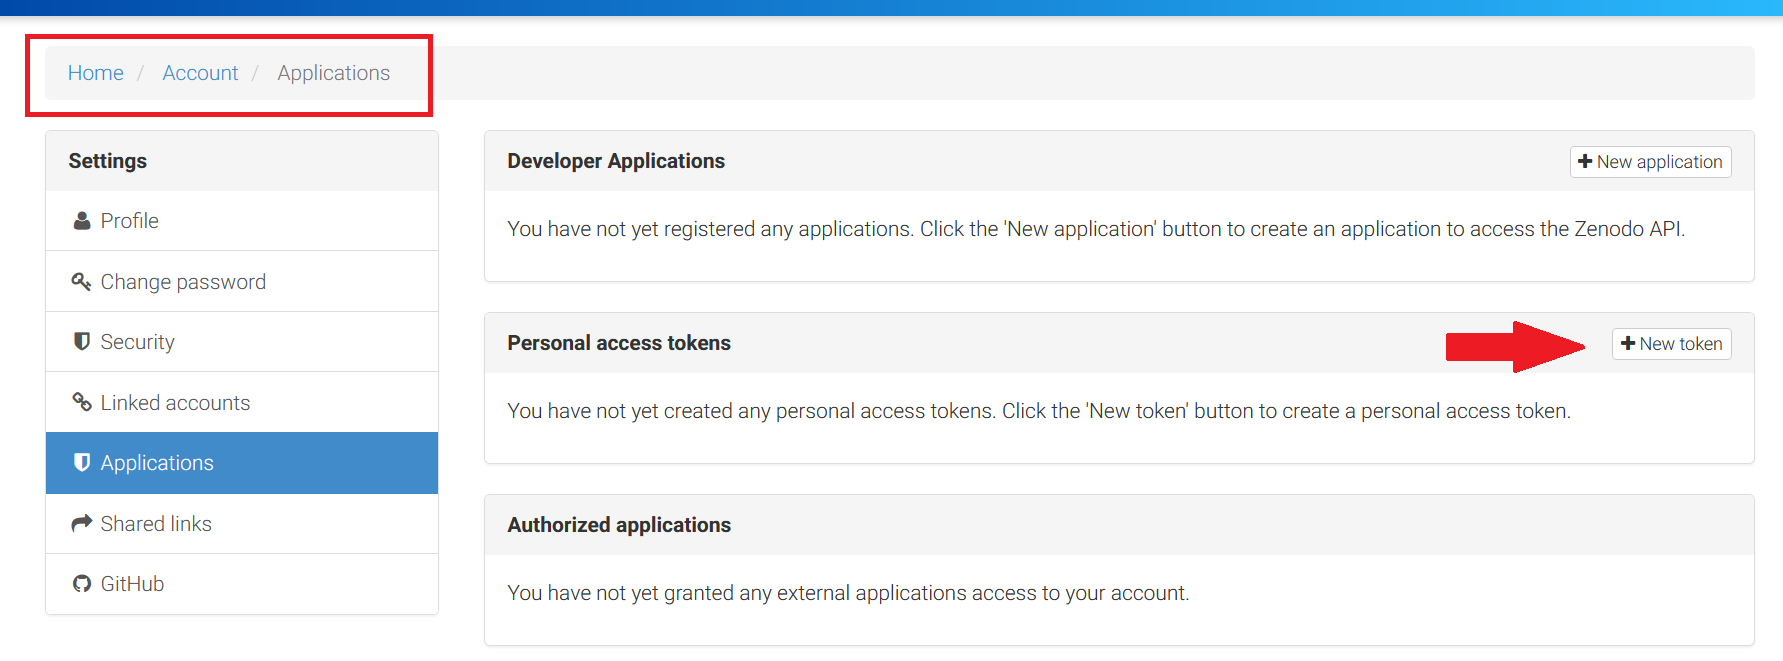 Home / Account / Applications
Settings
Profile
Change password
Security
Linked accounts
Applications
Shared links
GitHub
Developer Applications
New application
You have not yet registered any applications. Click the 'New application' button to create an application to access the Zenodo API.
Personal access tokens
New token
You have not yet created any personal access tokens. Click the 'New token' button to create a personal access token.
Authorized applications
You have not yet granted any external applications access to your account.